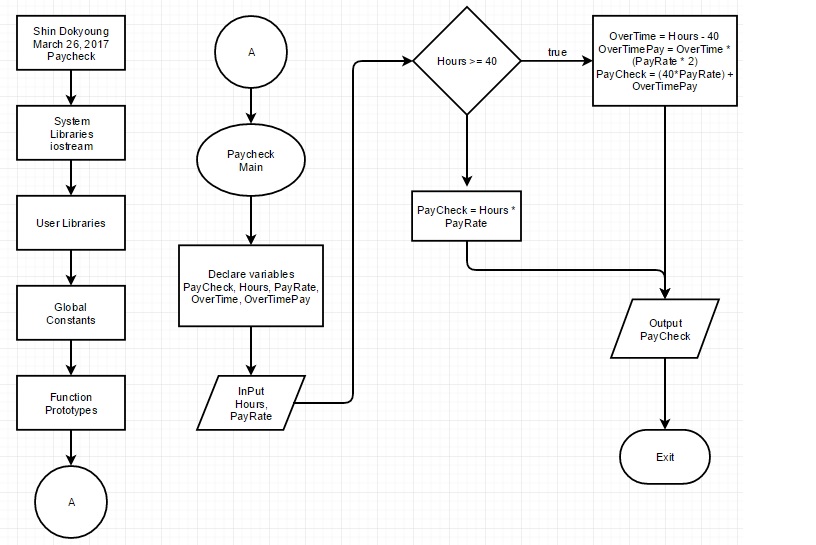 Shin Dokyoung
March 26, 2017
Paycheck
System
Libraries
iostream
User Libraries
Global
Constants
Function
Prototypes
A
A
Paycheck
Main
Declare variables
PayCheck, Hours, PayRate,
OverTime, OverTimePay
InPut
Hours,
PayRate
Hours >= 40
true
OverTime = Hours - 40
OverTimePay = OverTime *
(PayRate * 2)
PayCheck = (40*PayRate) +
OverTimePay
PayCheck = Hours *
PayRate
Output
PayCheck
Exit